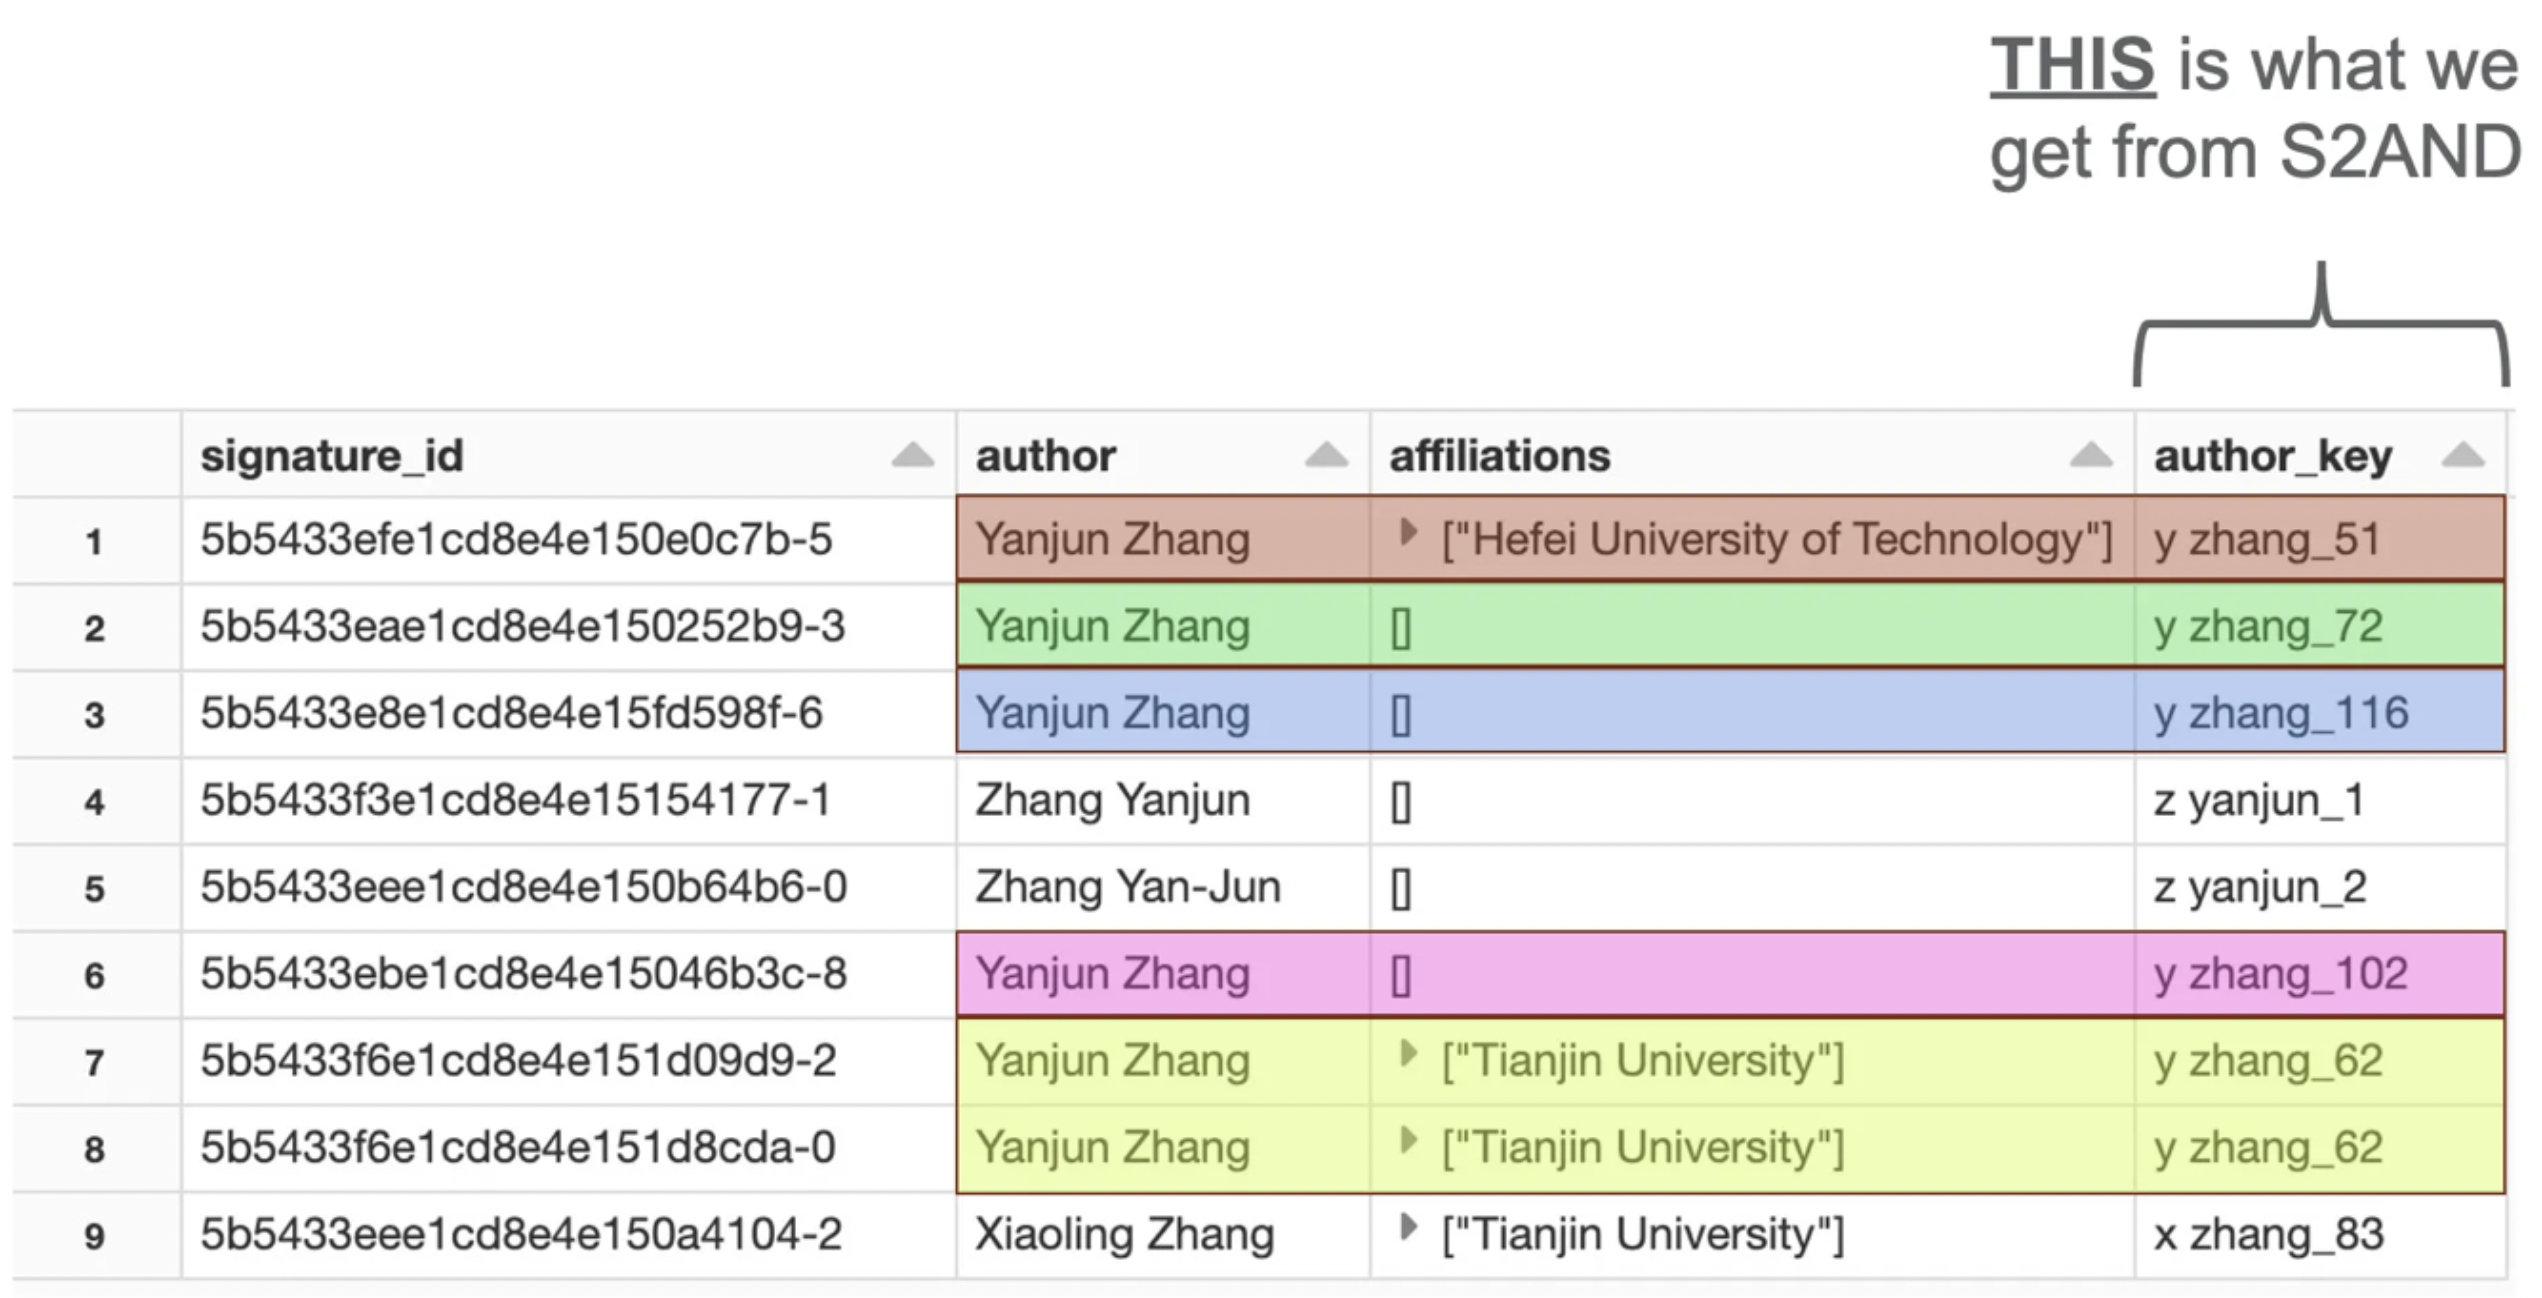 THIS is what we
get from S2AND
signature_id author affiliations author_key
1 5b5433efe1cd8e4e150e0c7b-5 Yanjun Zhang ["Hefei University of Technology"] y zhang_51
2 5b5433eae1cd8e4e150252b9-3 Yanjun Zhang [] y zhang_72
3 5b5433e8e1cd8e4e15fd598f-6 Yanjun Zhang [] y zhang_116
4 5b5433f3e1cd8e4e15154177-1 Zhang Yanjun [] z yanjun_1
5 5b5433eee1cd8e4e150b64b6-0 Zhang Yan-Jun [] z yanjun_2
6 5b5433ebe1cd8e4e15046b3c-8 Yanjun Zhang [] y zhang_102
7 5b5433f6e1cd8e4e151d09d9-2 Yanjun Zhang ["Tianjin University"] y zhang_62
8 5b5433f6e1cd8e4e151d8cda-0 Yanjun Zhang ["Tianjin University"] y zhang_62
9 5b5433eee1cd8e4e150a4104-2 Xiaoling Zhang ["Tianjin University"] x zhang_83